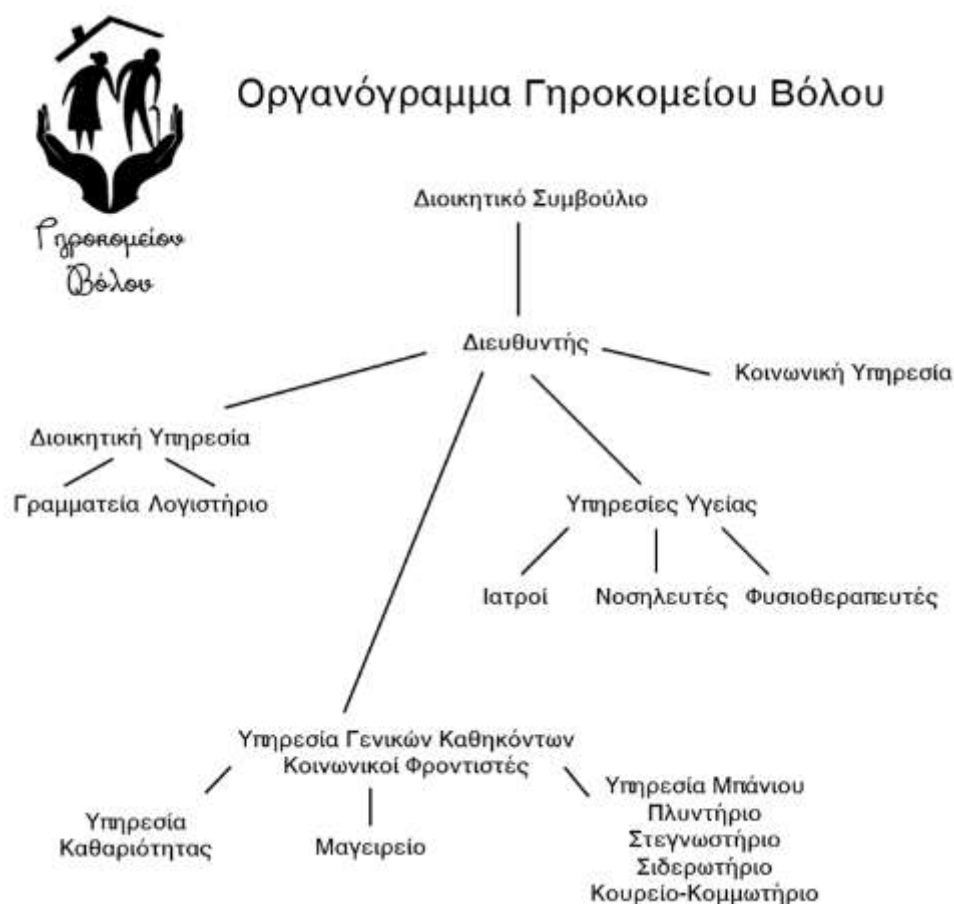 Οργανόγραμμα Γηροκομείου Βόλου
Γηροκομείον
Βόλου
Διοικητικό Συμβούλιο
Διευθυντής
Κοινωνική Υπηρεσία
Διοικητική Υπηρεσία
Γραμματεία Λογιστήριο
Υπηρεσίες Υγείας
Ιατροί Νοσηλευτές Φυσιοθεραπευτές
Υπηρεσία Γενικών Καθηκόντων
Κοινωνικοί Φροντιστές
Υπηρεσία
Καθαριότητας
Μαγειρείο
Υπηρεσία Μπάνιου
Πλυντήριο
Στεγνωστήριο
Σιδερωτήριο
Κουρείο-Κομμωτήριο